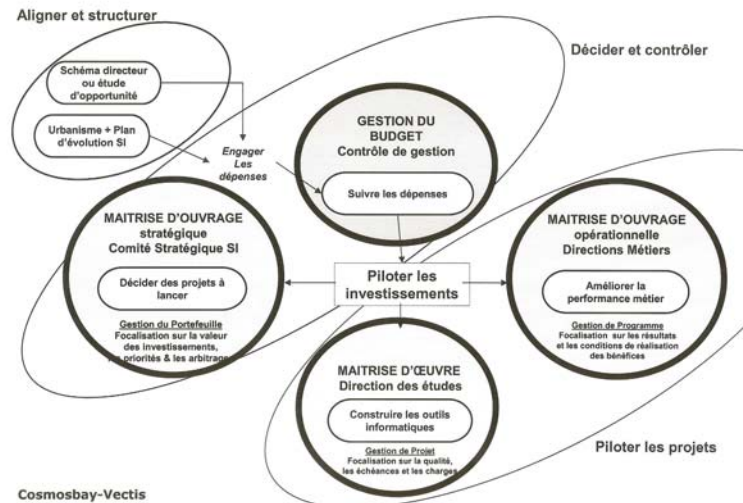 Aligner et structurer
Schéma directeur
ou étude
d'opportunité
Urbanisme + Plan
d'évolution SI
Engager
Les
dépenses
Décider et contrôler
GESTION DU
BUDGET
Contrôle de gestion
Suivre les dépenses
MAITRISE D'OUVRAGE
stratégique
Comité Stratégique SI
Décider des projets à
lancer
Gestion du Portefeuille
Focalisation sur la valeur
des investissements,
priorités & les arbitrages
Piloter les
investissements
MAITRISE D'OUVRAGE
opérationnelle
Directions Métiers
Améliorer la
performance métier
Gestion de Programme
Focalisation sur les résultats
et les conditions de réalisation
des bénéfices
MAITRISE D'ŒUVRE
Direction des études
Construire les outils
informatiques
Gestion de Projet
Focalisation sur la qualité,
les échéances et les charges
Piloter les projets
Cosmosbay-Vectis